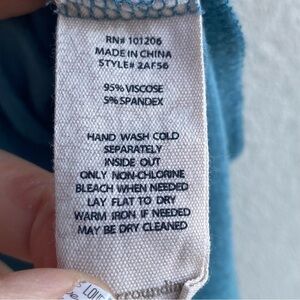 RN# 101206
MADE IN CHINA
STYLE# 2AF56
95% VISCOSE
5% SPANDEX
HAND WASH COLD
SEPARATELY
INSIDE OUT
ONLY NON-CHLORINE
BLEACH WHEN NEEDED
LAY FLAT TO DRY
WARM IRON IF NEEDED
MAY BE DRY CLEANED
LOVE